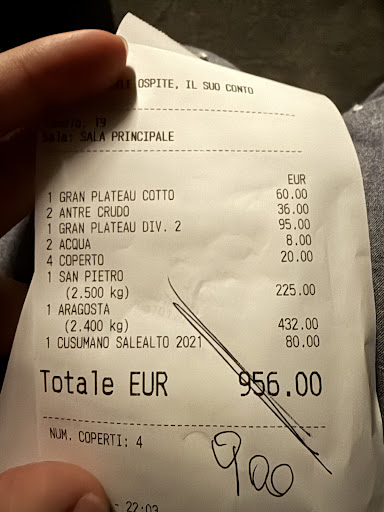 OSPITE, IL SUO CONTO
19
Sala: SALA PRINCIPALE
EUR
1 GRAN PLATEAU COTTO 60.00
2 ANTRE CRUDO 36.00
1 GRAN PLATEAU DIV. 2 95.00
2 ACQUA 8.00
4 COPERTO 20.00
1 SAN PIETRO
(2.500 kg) 225.00
1 ARAGOSTA
(2.400 kg) 432.00
1 CUSUMANO SALEALTO 2021 80.00
Totale EUR 956.00
NUM. COPERTI: 4
900
22:03